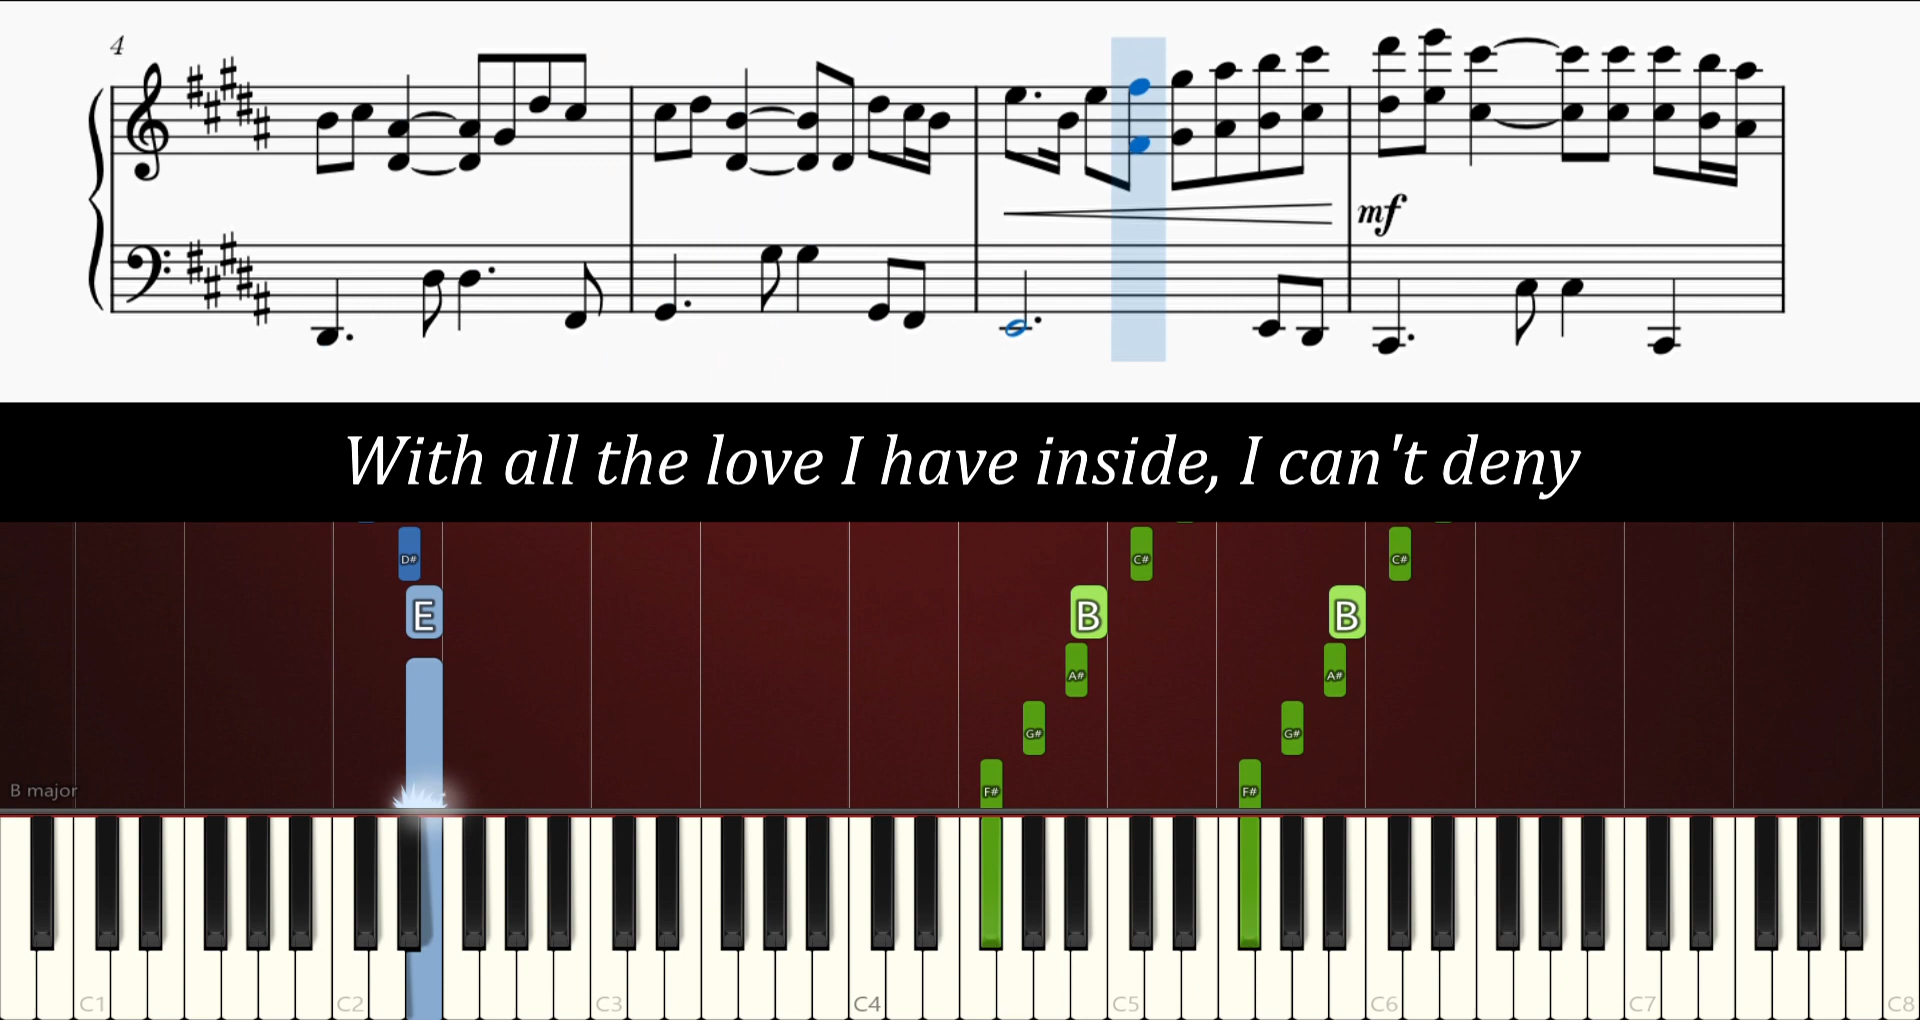 4
mf
With all the love I have inside, I can't deny
D#
C#
C#
E
B
B
A#
A#
G#
G#
B major
F#
F#
C1
C2
C3
C4
C5
C6
C7
C8